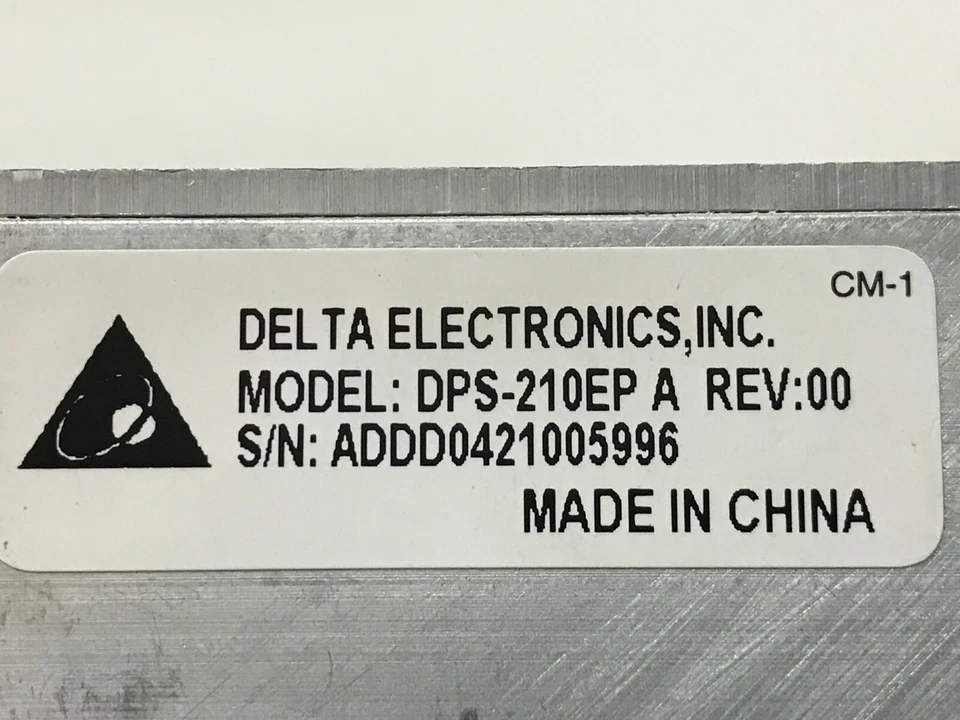 CM-1
DELTA ELECTRONICS,INC.
MODEL: DPS-210EP A REV:00
S/N: ADDD0421005996
MADE IN CHINA